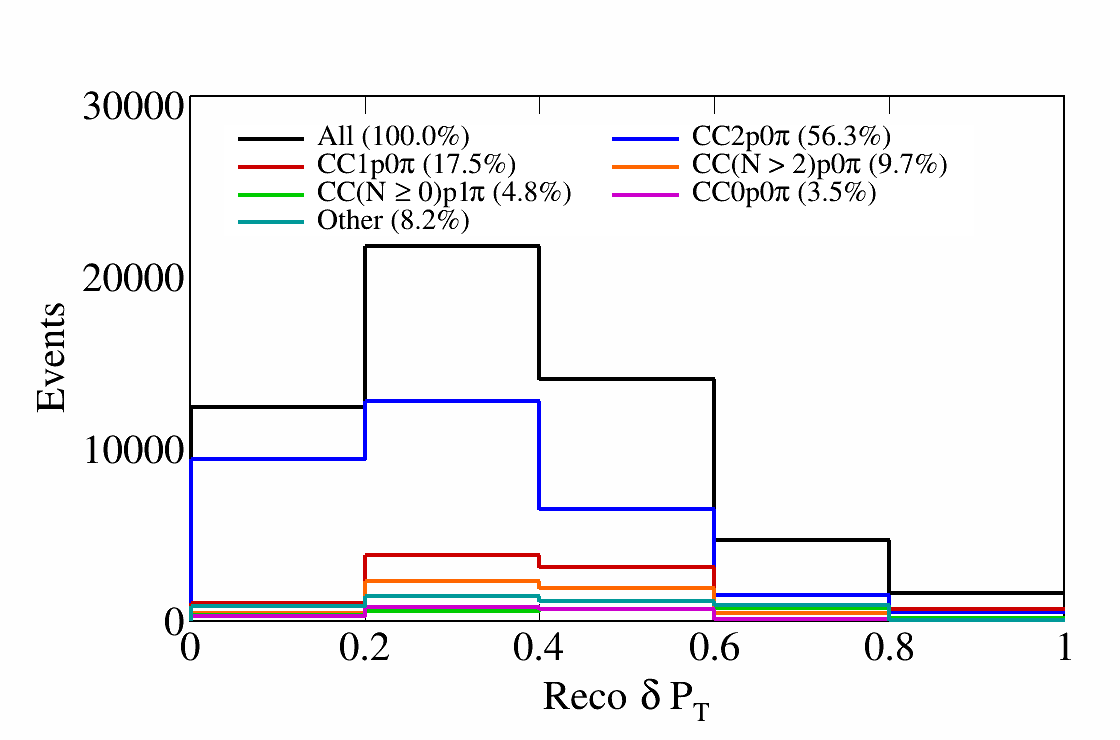 30000
20000
10000
0
Events
All (100.0%)
CC2p0π (56.3%)
CC1p0π (17.5%)
CC(N > 2)p0π (9.7%)
CC(N ≥ 0)p1π (4.8%)
CC0p0π (3.5%)
Other (8.2%)
0 0.2 0.4 0.6 0.8 1
Reco δ P_T